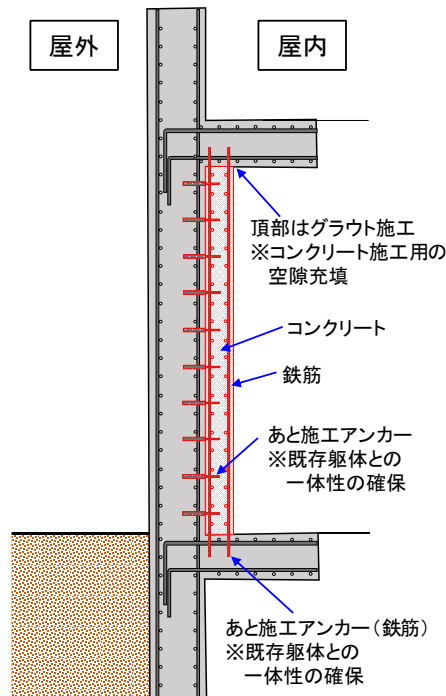 屋外
屋内
頂部はグラウト施工
※コンクリート施工用の
空隙充填
コンクリート
鉄筋
あと施工アンカー
※既存躯体との
一体性の確保
あと施工アンカー(鉄筋)
※既存躯体との
一体性の確保